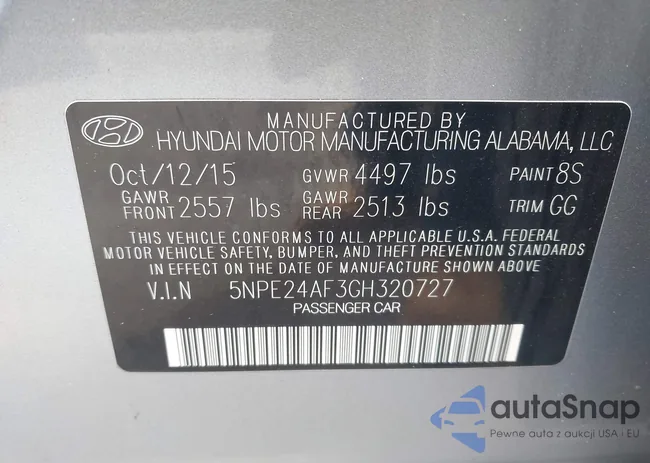 MANUFACTURED BY
HYUNDAI MOTOR MANUFACTURING ALABAMA, LLC
Oct/12/15 GVWR 4497 lbs PAINT 8S
GAWR FRONT 2557 lbs GAWR REAR 2513 lbs TRIM GG
THIS VEHICLE CONFORMS TO ALL APPLICABLE U.S.A. FEDERAL
MOTOR VEHICLE SAFETY, BUMPER, AND THEFT PREVENTION STANDARDS
IN EFFECT ON THE DATE OF MANUFACTURE SHOWN ABOVE.
V.I.N 5NPE24AF3GH320727
PASSENGER CAR
autaSnap
Pewne auta z aukcji USA i EU